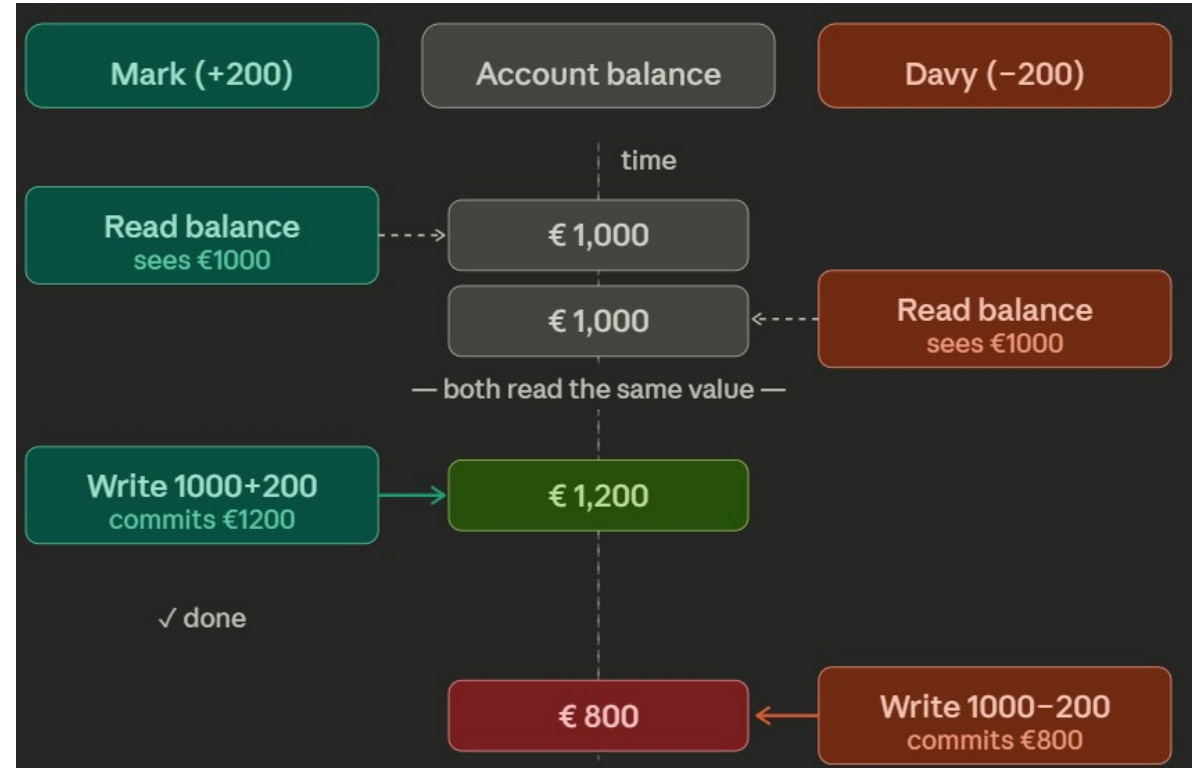 Mark (+200)
Account balance
Davy (−200)
time
Read balance
sees €1000
€ 1,000
€ 1,000
Read balance
sees €1000
— both read the same value —
Write 1000+200
commits €1200
€ 1,200
✓ done
€ 800
Write 1000−200
commits €800